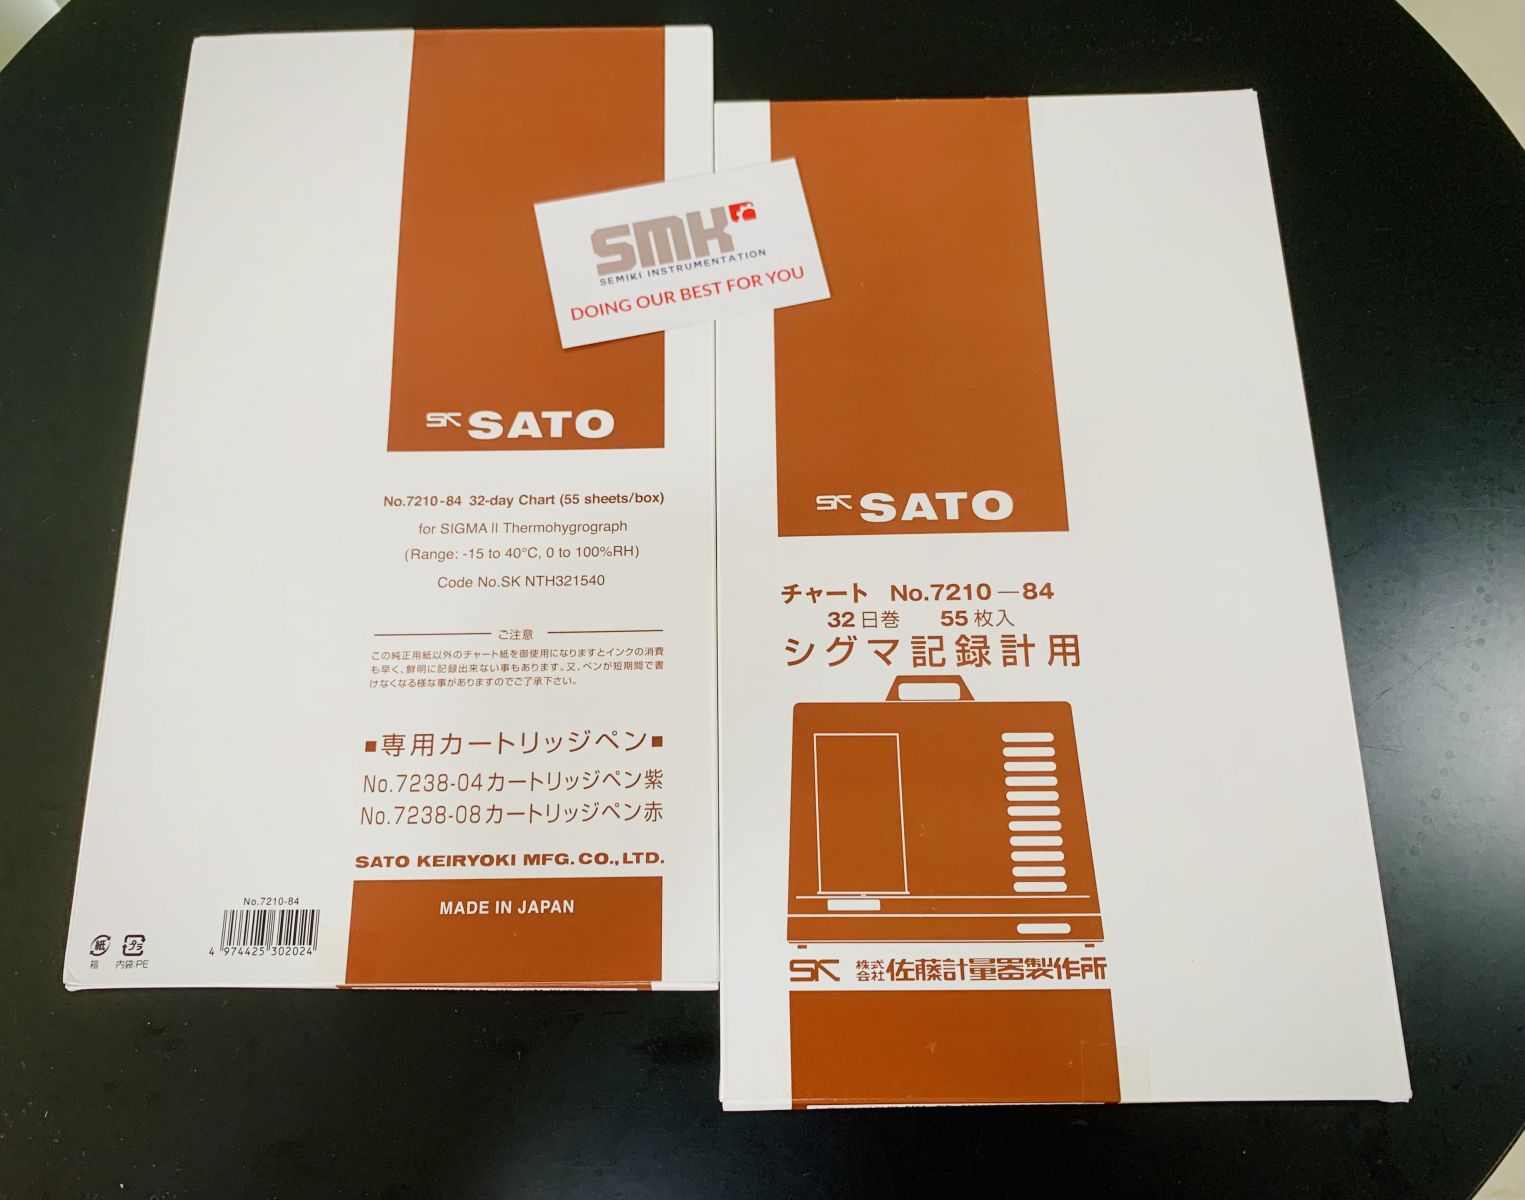 SMK
SEMIKI INSTRUMENTATION
DOING OUR BEST FOR YOU
SK SATO
No.7210-84 32-day Chart (55 sheets/box)
for SIGMA II Thermohygrograph
(Range: -15 to 40°C, 0 to 100%RH)
Code No.SK NTH321540
ご注意
この純正用紙以外のチャート紙を御使用になりますとインクの消費
も早く、鮮明に記録出来ない事もあります。又、ペンが短期間で書
けなくなる様な事がありますのでご了承下さい。
■専用カートリッジペン■
No.7238-04カートリッジペン紫
No.7238-08カートリッジペン赤
SATO KEIRYOKI MFG. CO., LTD.
MADE IN JAPAN
No.7210-84
4 974425 302024
紙
箱
プラ
内袋:PE
SK SATO
チャート No.7210—84
32日巻 55枚入
シグマ記録計用
SK 株式会社 佐藤計量器製作所